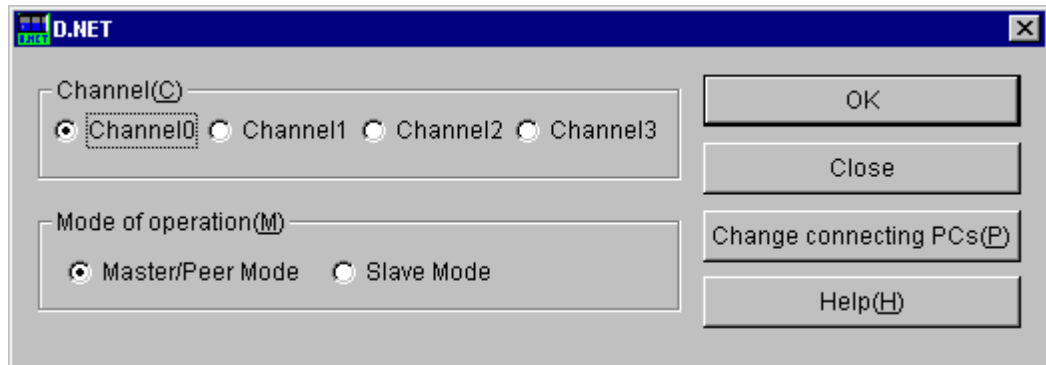 D.NET D.NET
Channel(C)
Channel0 Channel1 Channel2 Channel3
Mode of operation(M)
Master/Peer Mode Slave Mode
OK
Close
Change connecting PCs(P)
Help(H)